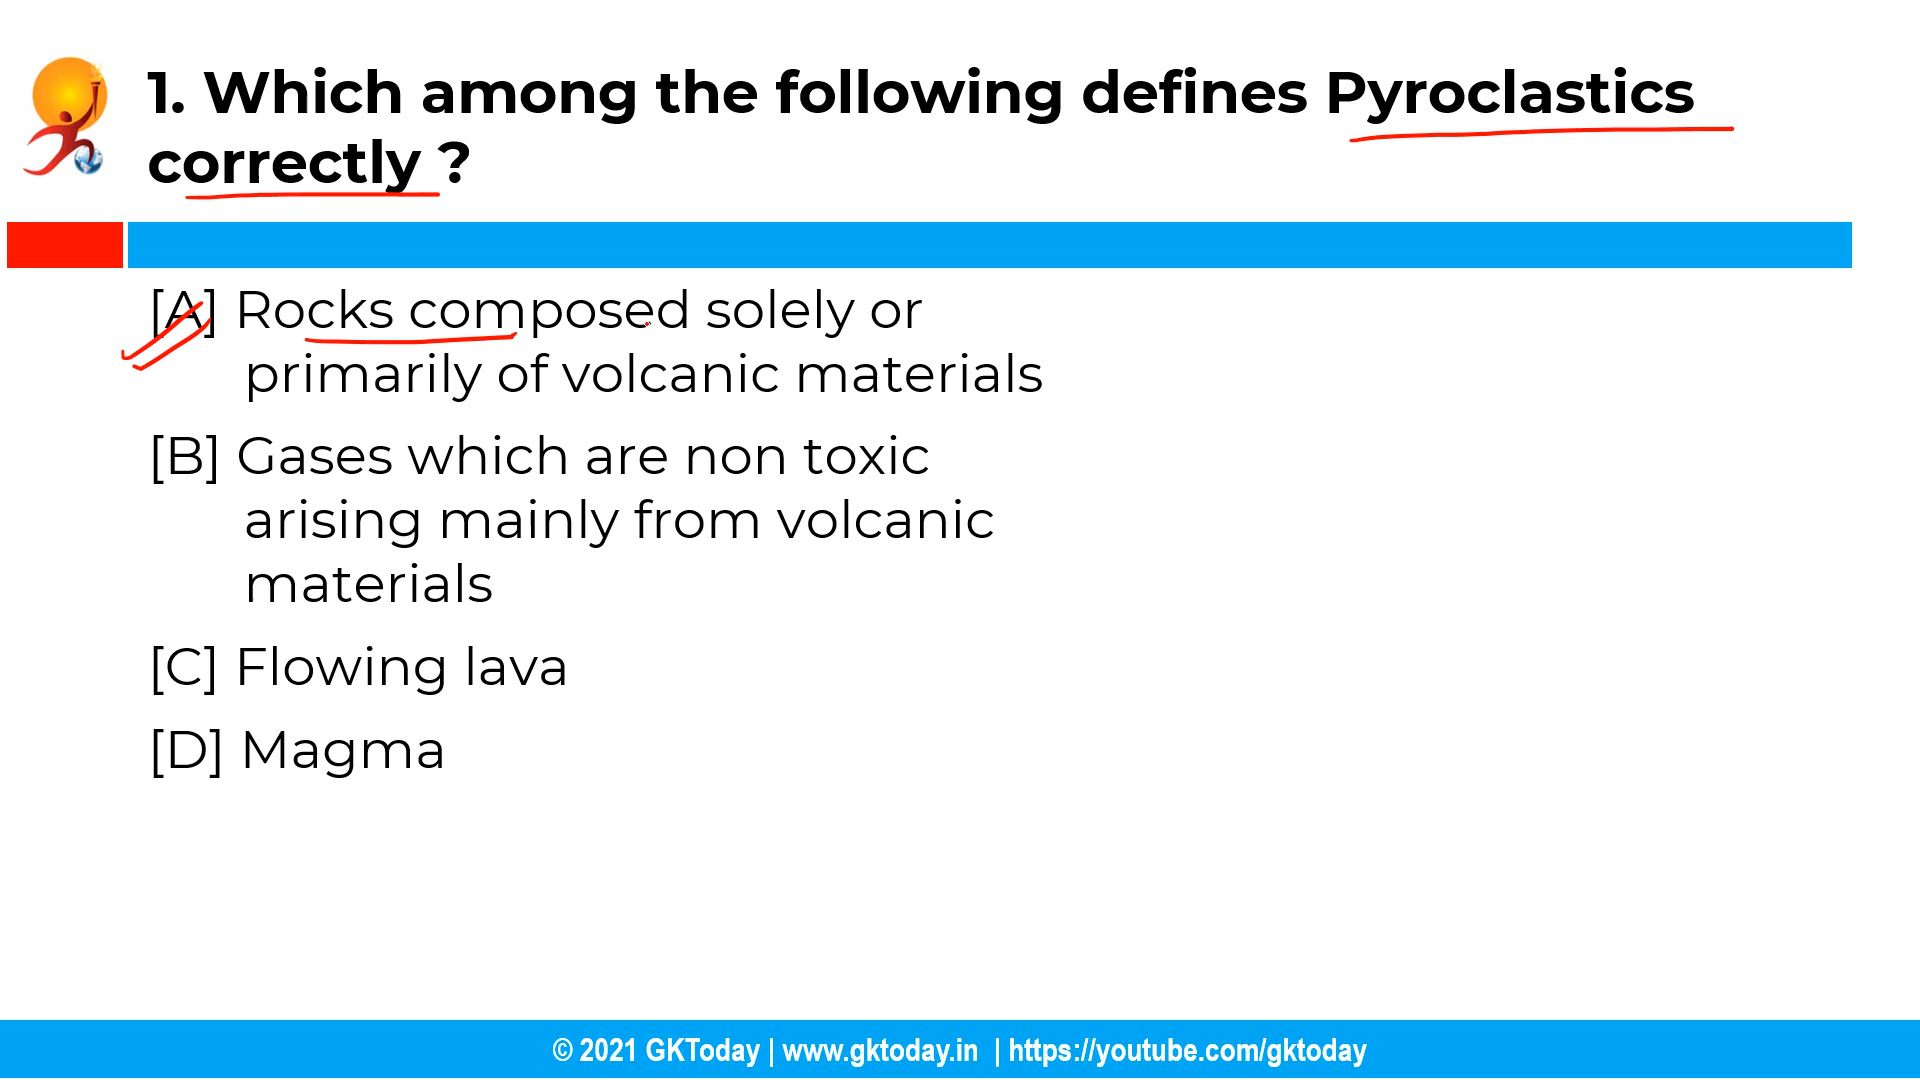 1. Which among the following defines Pyroclastics
correctly ?
[A] Rocks composed solely or
primarily of volcanic materials
[B] Gases which are non toxic
arising mainly from volcanic
materials
[C] Flowing lava
[D] Magma
© 2021 GKToday | www.gktoday.in | https://youtube.com/gktoday